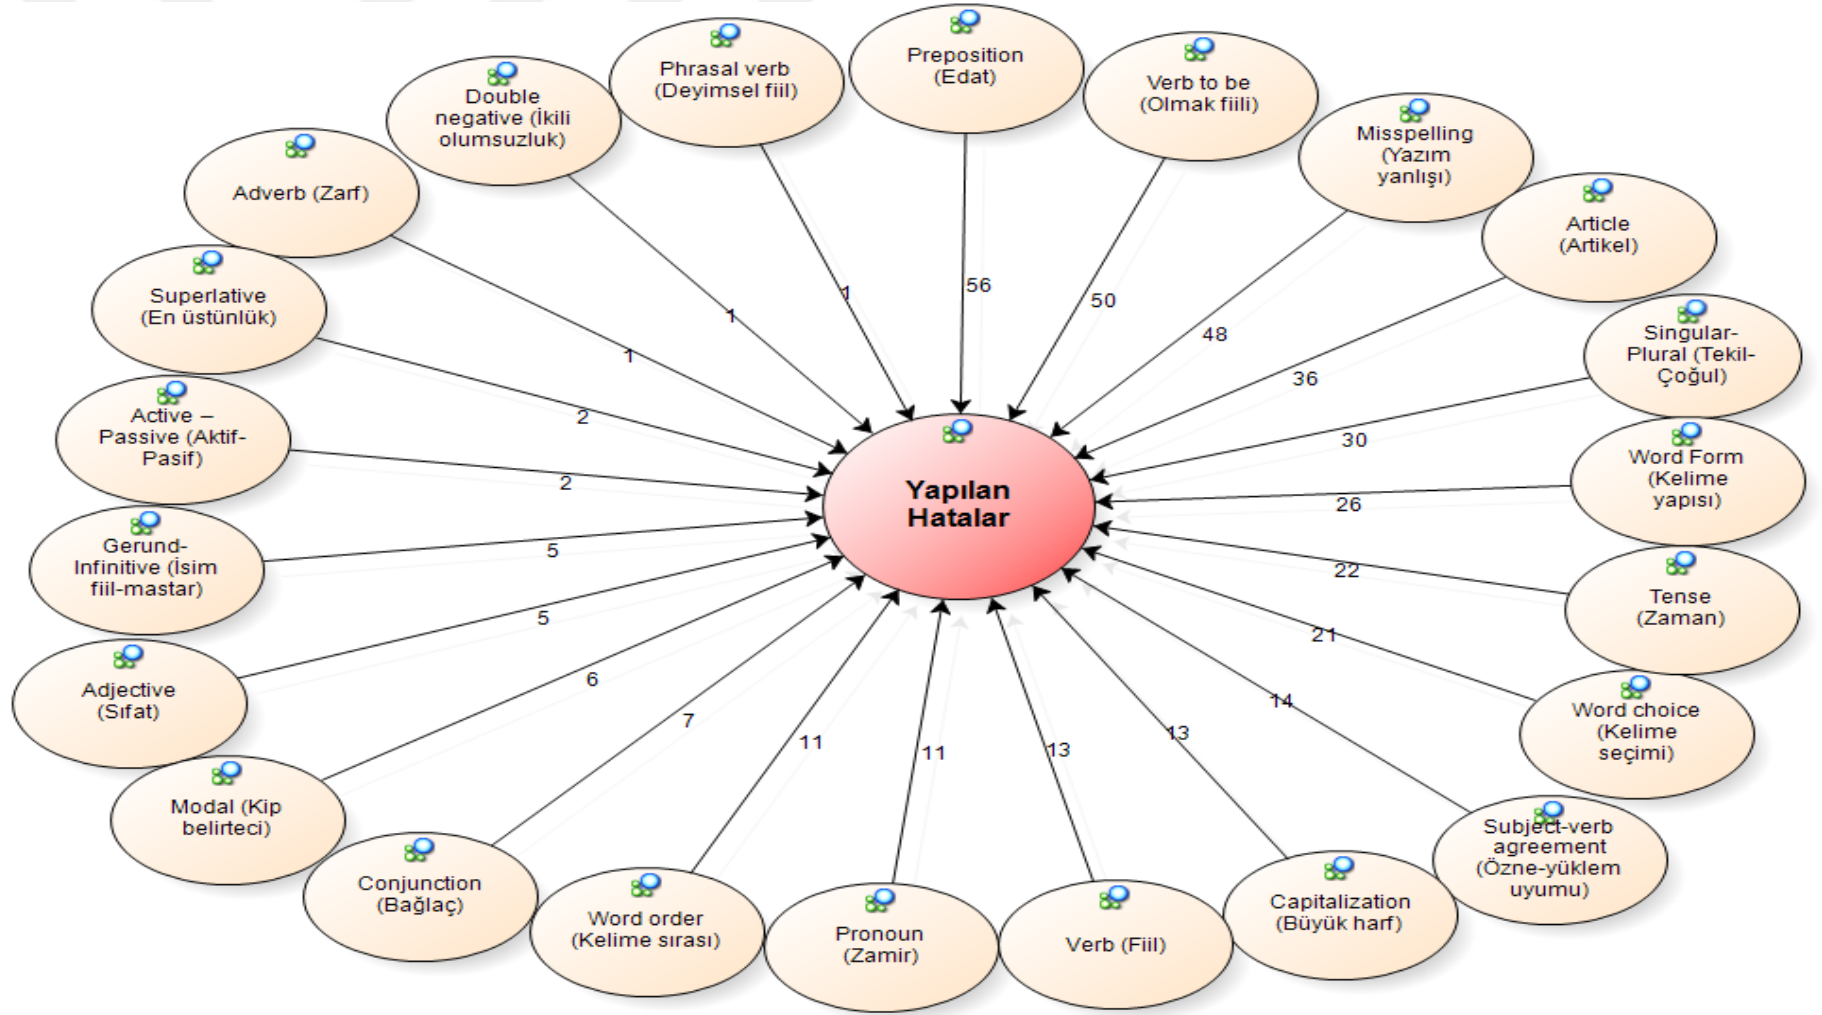 Preposition
(Edat)
56
Verb to be
(Olmak fiili)
50
Misspelling
(Yazım
yanlışı)
48
Article
(Artikel)
36
Singular-
Plural (Tekil-
Çoğul)
30
Word Form
(Kelime
yapısı)
26
Tense
(Zaman)
22
Word choice
(Kelime
seçimi)
21
Subject-verb
agreement
(Özne-yüklem
uyumu)
14
Capitalization
(Büyük harf)
13
Verb (Fiil)
13
Pronoun
(Zamir)
11
Word order
(Kelime sırası)
11
Conjunction
(Bağlaç)
7
Modal (Kip
belirteci)
6
Adjective
(Sıfat)
5
Gerund-
Infinitive (İsim
fiil-mastar)
5
Active –
Passive (Aktif-
Pasif)
2
Superlative
(En üstünlük)
2
Adverb (Zarf)
1
Double
negative (İkili
olumsuzluk)
1
Phrasal verb
(Deyimsel fiil)
1
Yapılan
Hatalar